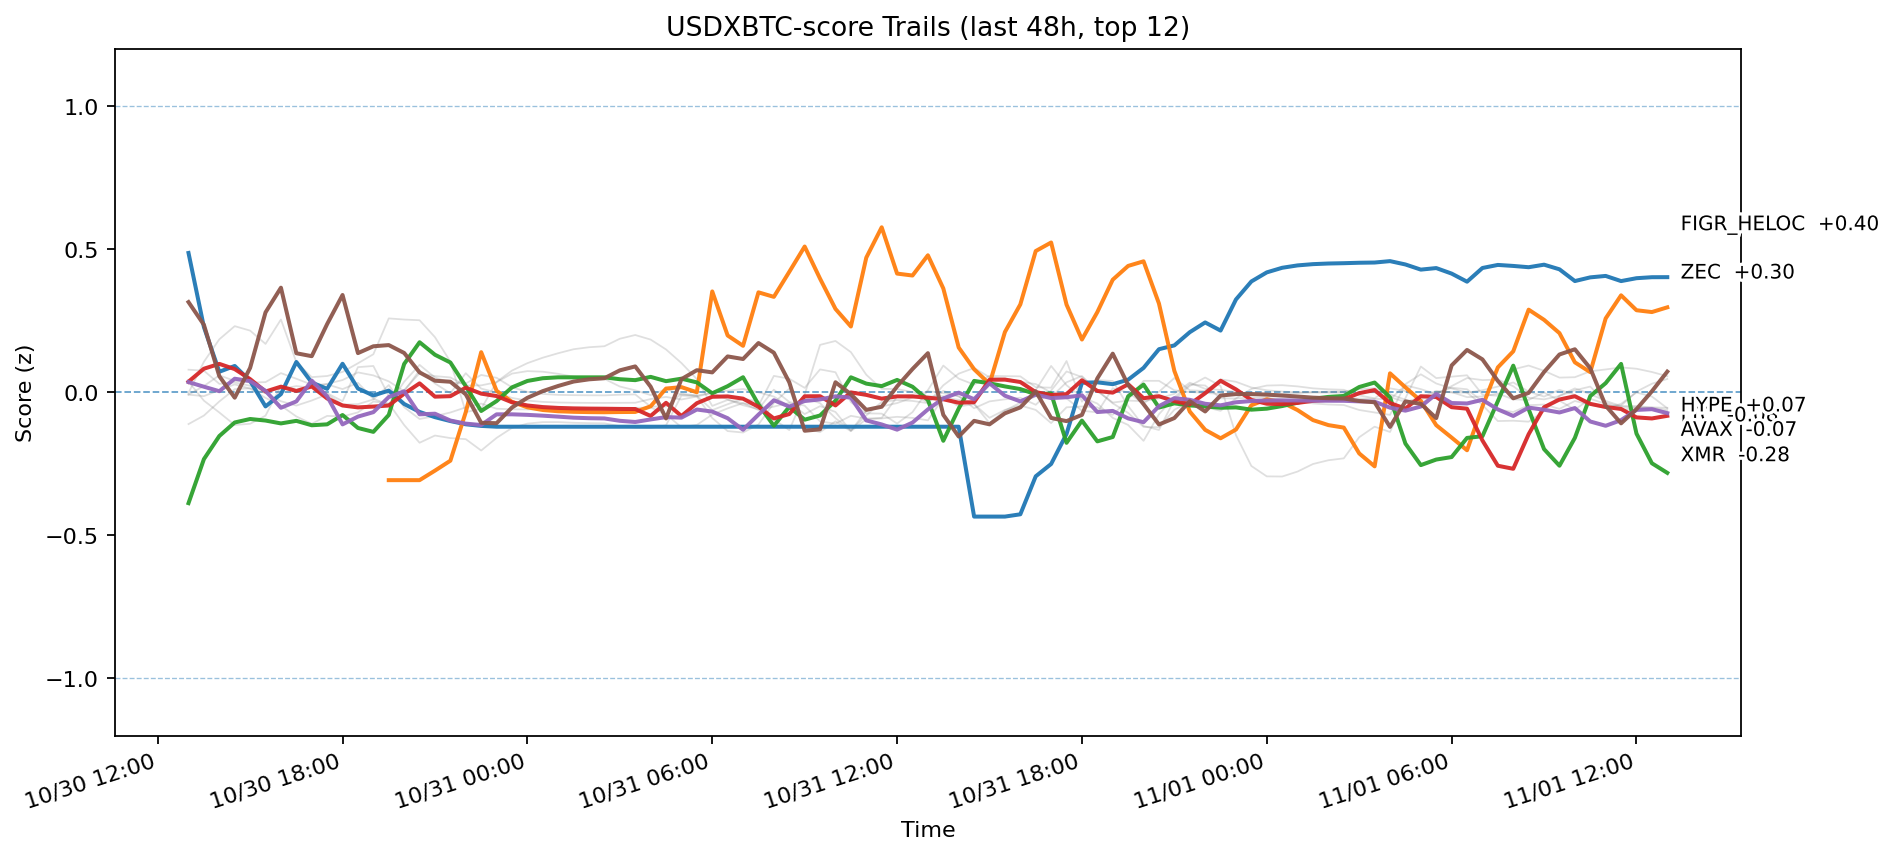 USDXBTC-score Trails (last 48h, top 12)
Score (z)
1.0
0.5
0.0
−0.5
−1.0
FIGR_HELOC +0.40
ZEC +0.30
HYPE +0.07
-0.08
AVAX -0.07
XMR -0.28
10/30 12:00
10/30 18:00
10/31 00:00
10/31 06:00
10/31 12:00
10/31 18:00
11/01 00:00
11/01 06:00
11/01 12:00
Time